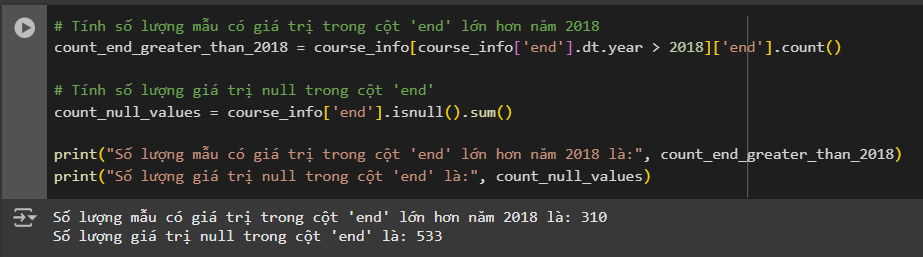 # Tính số lượng mẫu có giá trị trong cột 'end' lớn hơn năm 2018
count_end_greater_than_2018 = course_info[course_info['end'].dt.year > 2018]['end'].count()
# Tính số lượng giá trị null trong cột 'end'
count_null_values = course_info['end'].isnull().sum()
print("Số lượng mẫu có giá trị trong cột 'end' lớn hơn năm 2018 là:", count_end_greater_than_2018)
print("Số lượng giá trị null trong cột 'end' là:", count_null_values)
Số lượng mẫu có giá trị trong cột 'end' lớn hơn năm 2018 là: 310
Số lượng giá trị null trong cột 'end' là: 533